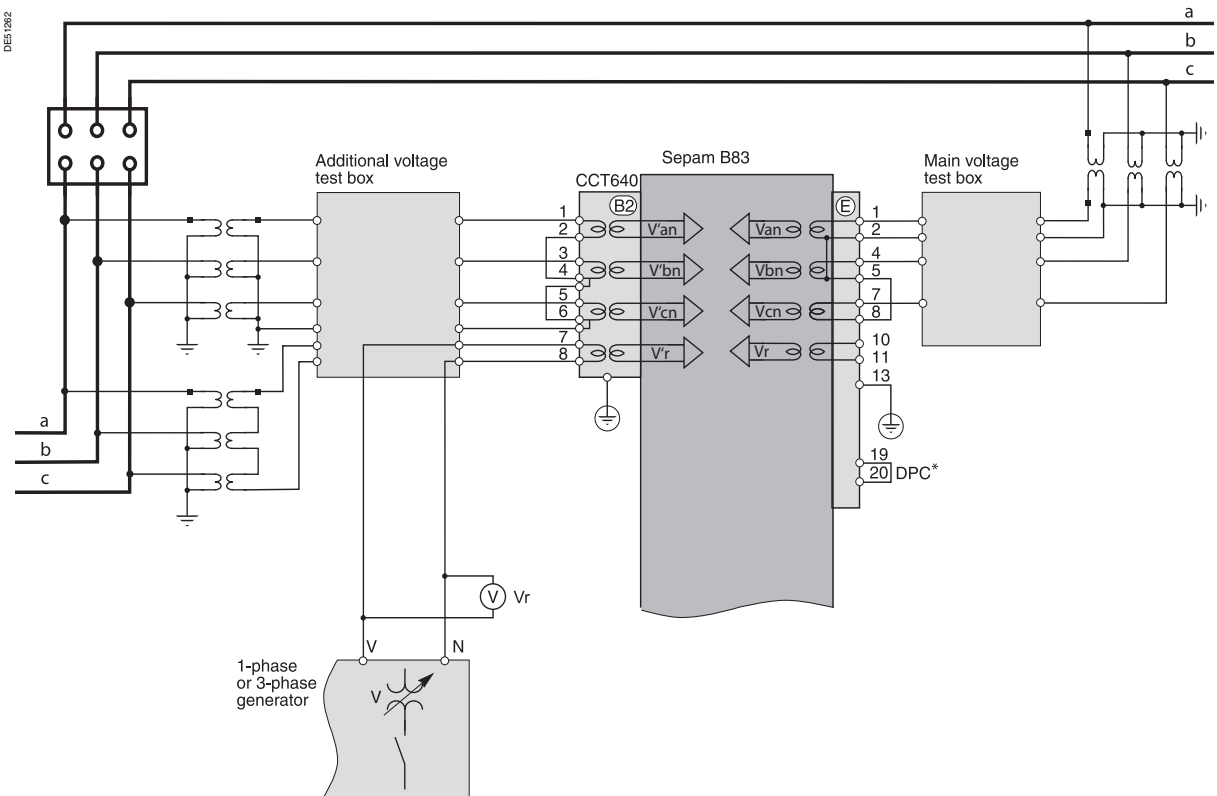 DE51262
a
b
c
Additional voltage
test box
Sepam B83
Main voltage
test box
CCT640
B2
E
1
2
3
4
5
6
7
8
V'an
V'bn
V'cn
V'r
Van
Vbn
Vcn
Vr
1
2
4
5
7
8
10
11
13
19
20
DPC*
a
b
c
V
Vr
V
N
1-phase
or 3-phase
generator
V